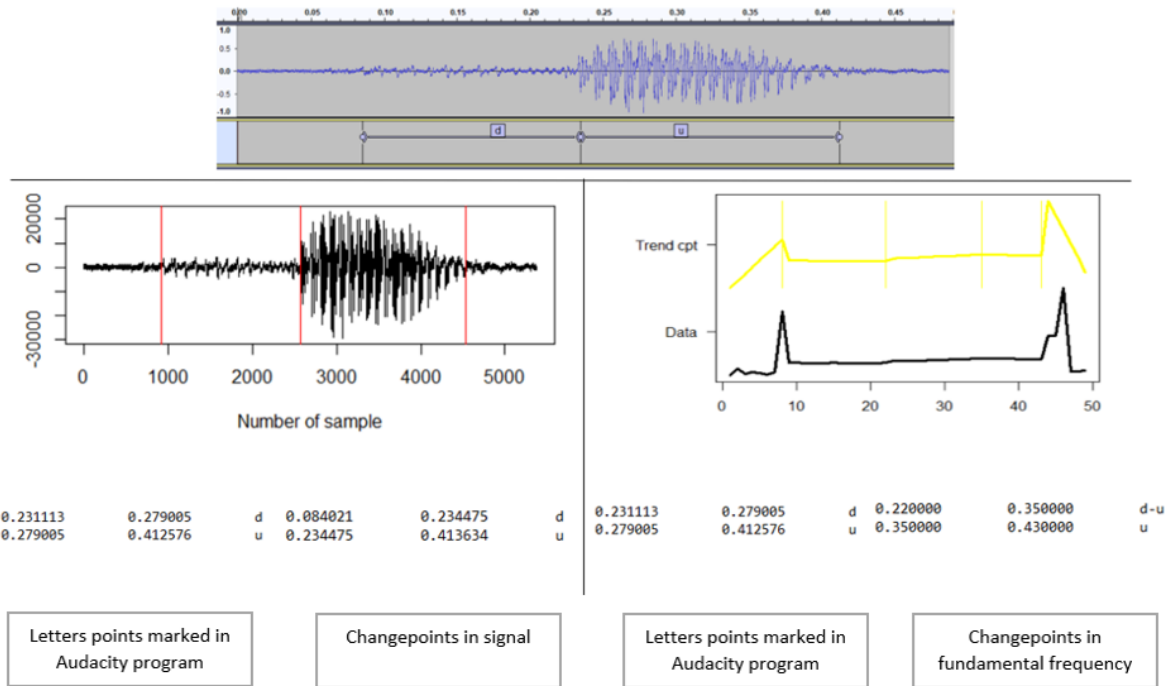 0.00 0.05 0.10 0.15 0.20 0.25 0.30 0.35 0.40 0.45
1.0
0.5
0.0
-0.5
-1.0
d u
20000
0
-30000
0 1000 2000 3000 4000 5000
Number of sample
Trend cpt
Data
0 10 20 30 40 50
0.231113 0.279005 d 0.084021 0.234475 d
0.279005 0.412576 u 0.234475 0.413634 u
0.231113 0.279005 d 0.220000 0.350000 d-u
0.279005 0.412576 u 0.350000 0.430000 u
Letters points marked in
Audacity program
Changepoints in signal
Letters points marked in
Audacity program
Changepoints in
fundamental frequency